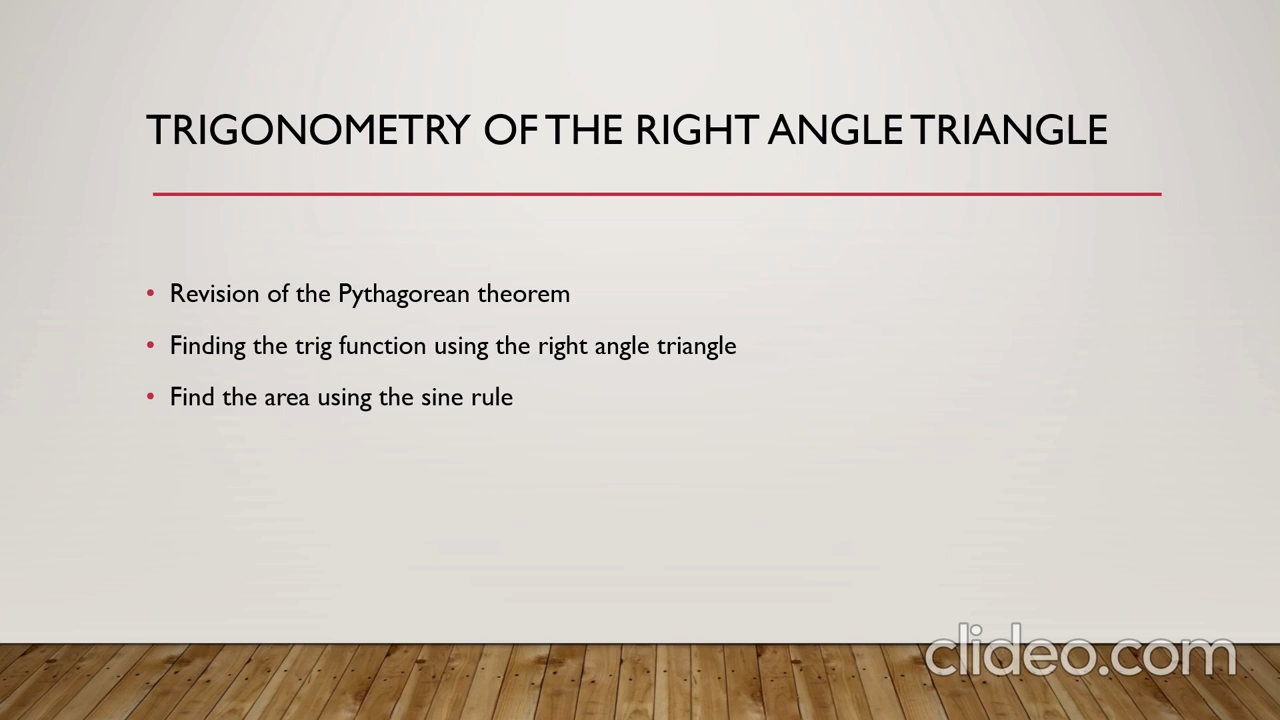 TRIGONOMETRY OF THE RIGHT ANGLE TRIANGLE
• Revision of the Pythagorean theorem
• Finding the trig function using the right angle triangle
• Find the area using the sine rule
clideo.com